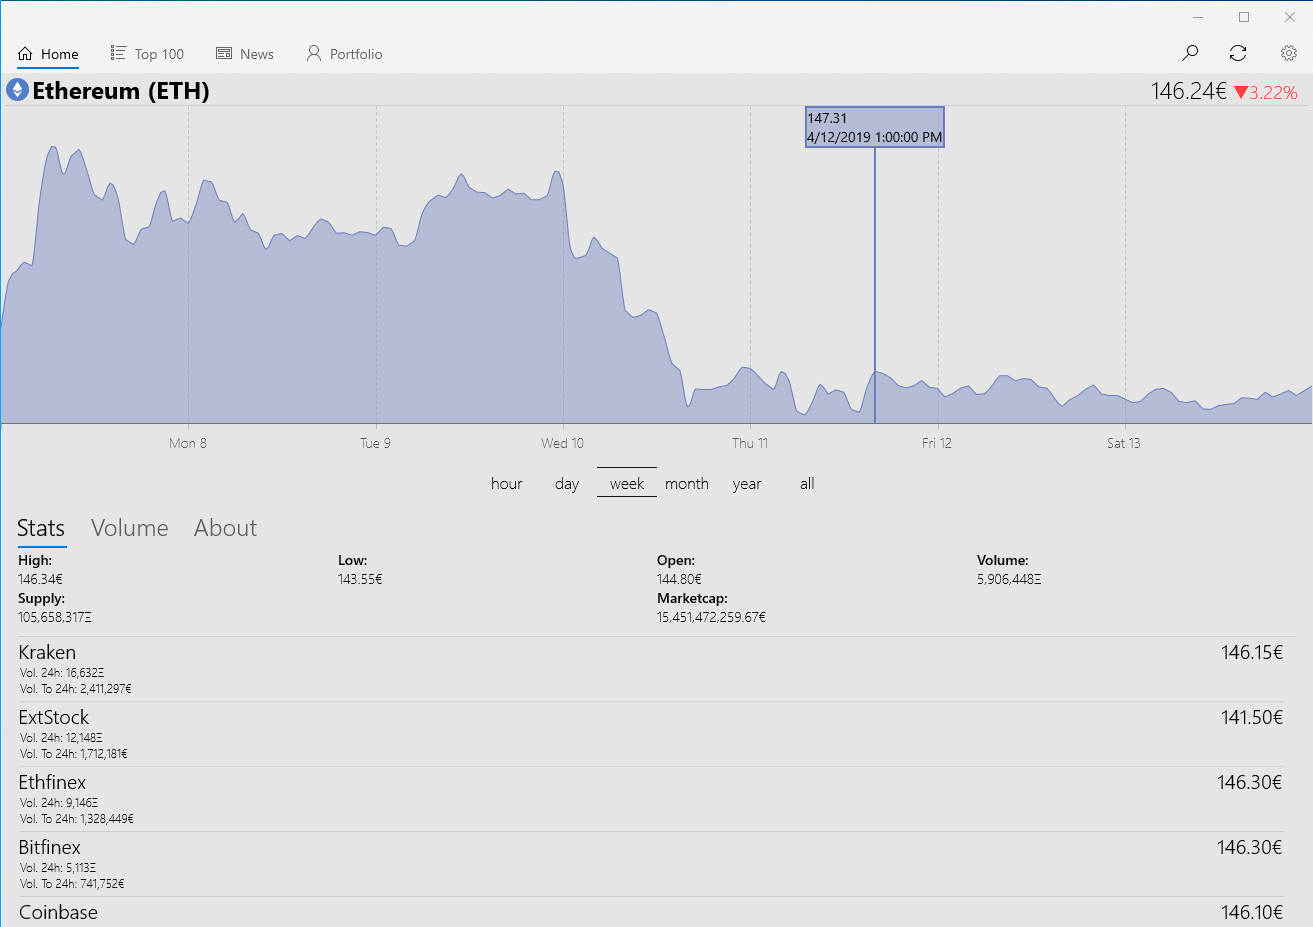 Home
Top 100
News
Portfolio
Ethereum (ETH)
146.24€ ▼3.22%
147.31
4/12/2019 1:00:00 PM
Mon 8
Tue 9
Wed 10
Thu 11
Fri 12
Sat 13
hour
day
week
month
year
all
Stats
Volume
About
High:
146.34€
Low:
143.55€
Open:
144.80€
Volume:
5,906,448Ξ
Supply:
105,658,317Ξ
Marketcap:
15,451,472,259.67€
Kraken
146.15€
Vol. 24h: 16,632Ξ
Vol. To 24h: 2,411,297€
ExtStock
141.50€
Vol. 24h: 12,148Ξ
Vol. To 24h: 1,712,181€
Ethfinex
146.30€
Vol. 24h: 9,146Ξ
Vol. To 24h: 1,328,449€
Bitfinex
146.30€
Vol. 24h: 5,113Ξ
Vol. To 24h: 741,752€
Coinbase
146.10€